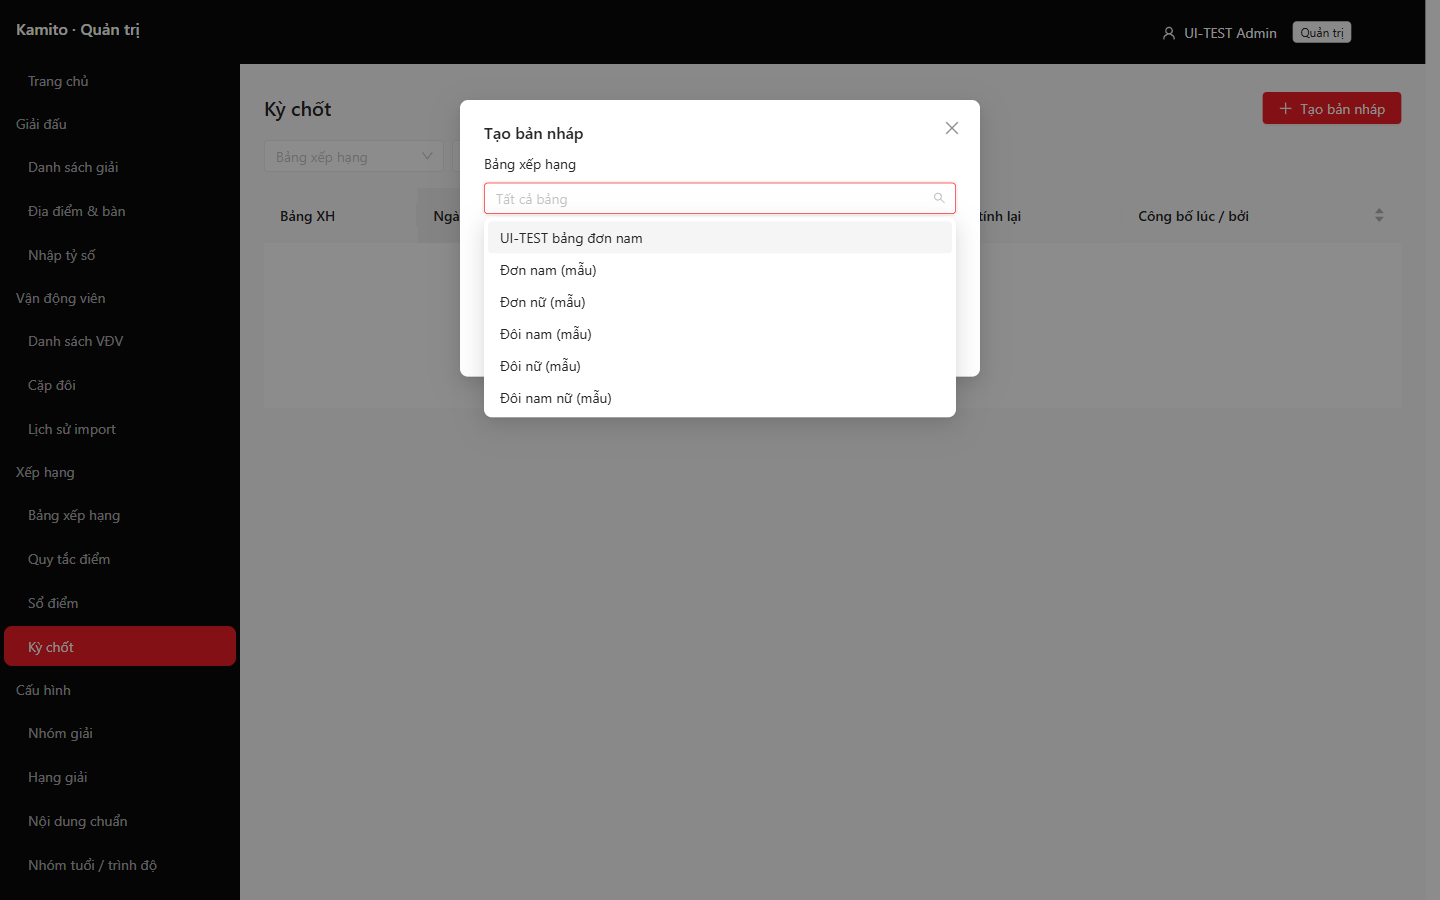 Kamito · Quản trị
UI-TEST Admin
Quản trị
Trang chủ
Giải đấu
Danh sách giải
Địa điểm & bàn
Nhập tỷ số
Vận động viên
Danh sách VĐV
Cặp đôi
Lịch sử import
Xếp hạng
Bảng xếp hạng
Quy tắc điểm
Sổ điểm
Kỳ chốt
Cấu hình
Nhóm giải
Hạng giải
Nội dung chuẩn
Nhóm tuổi / trình độ
Kỳ chốt
Tạo bản nháp
Bảng xếp hạng
Bảng XH
tính lại
Công bố lúc / bởi
Tạo bản nháp
Bảng xếp hạng
Tất cả bảng
UI-TEST bảng đơn nam
Đơn nam (mẫu)
Đơn nữ (mẫu)
Đôi nam (mẫu)
Đôi nữ (mẫu)
Đôi nam nữ (mẫu)